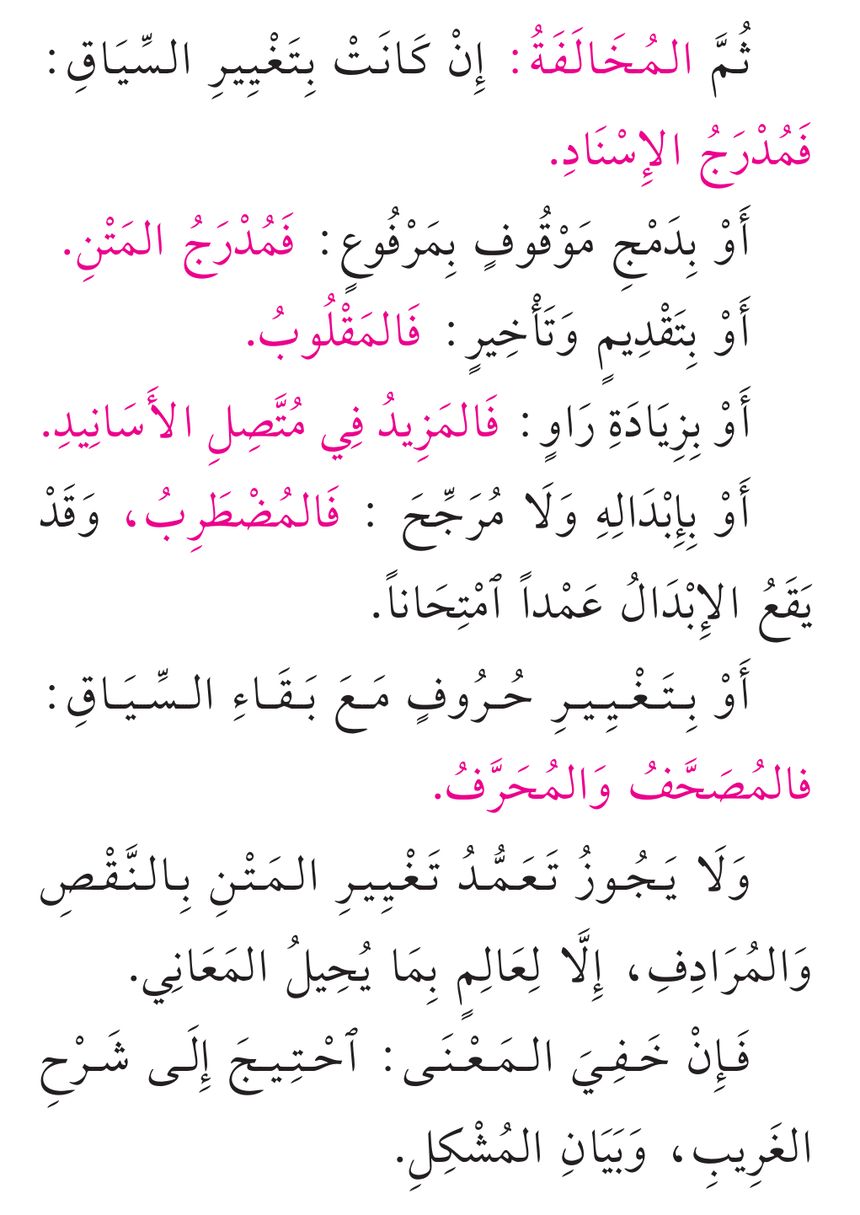 ثُمَّ المُخَالَفَةُ: إِنْ كَانَتْ بِتَغْيِيرِ السِّيَاقِ:
فَمُدْرَجُ الإِسْنَادِ.
أَوْ بِدَمْجِ مَوْقُوفٍ بِمَرْفُوعٍ: فَمُدْرَجُ المَتْنِ.
أَوْ بِتَقْدِيمٍ وَتَأْخِيرٍ: فَالمَقْلُوبُ.
أَوْ بِزِيَادَةِ رَاوٍ: فَالمَزِيدُ فِي مُتَّصِلِ الأَسَانِيدِ.
أَوْ بِإِبْدَالِهِ وَلَا مُرَجِّحَ : فَالمُضْطَرِبُ، وَقَدْ
يَقَعُ الإِبْدَالُ عَمْداً ٱمْتِحَاناً.
أَوْ بِتَغْيِيرِ حُرُوفٍ مَعَ بَقَاءِ السِّيَاقِ:
فالمُصَحَّفُ وَالمُحَرَّفُ.
وَلَا يَجُوزُ تَعَمُّدُ تَغْيِيرِ المَتْنِ بِالنَّقْصِ
وَالمُرَادِفِ، إِلَّا لِعَالِمٍ بِمَا يُحِيلُ المَعَانِي.
فَإِنْ خَفِيَ المَعْنَى: ٱحْتِيجَ إِلَى شَرْحِ
الغَرِيبِ، وَبَيَانِ المُشْكِلِ.